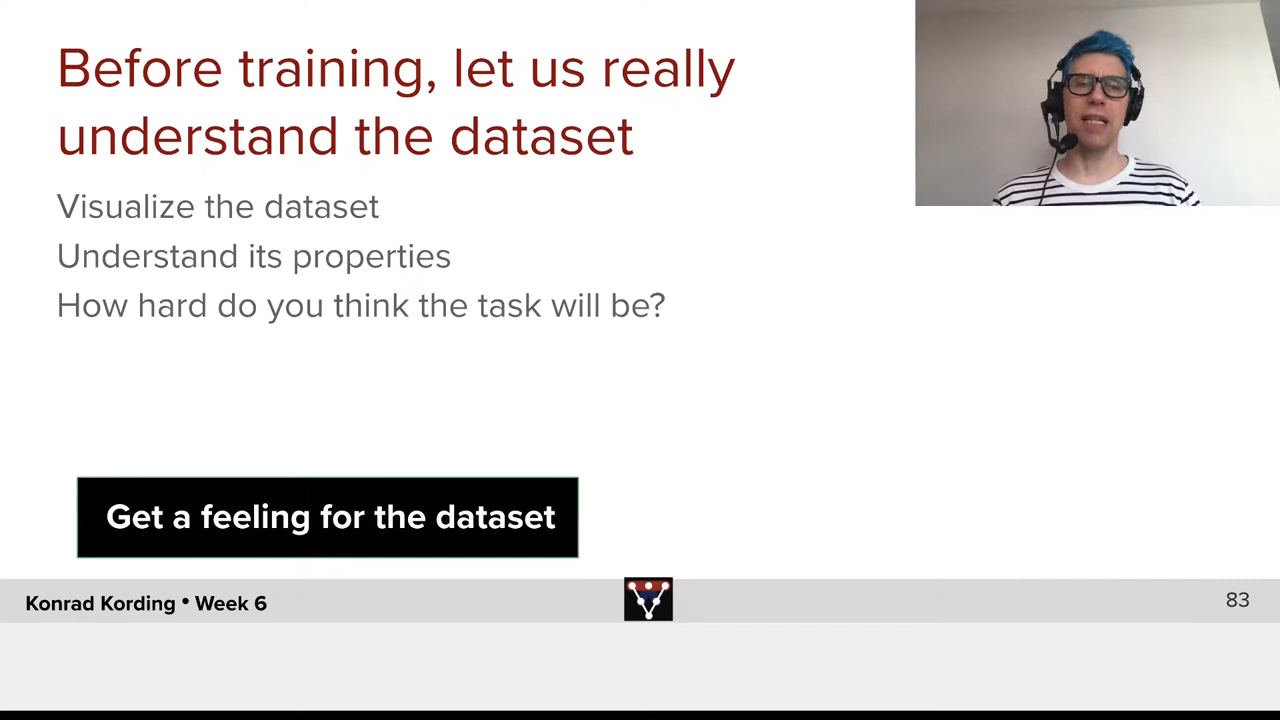 Before training, let us really
understand the dataset
Visualize the dataset
Understand its properties
How hard do you think the task will be?
Get a feeling for the dataset
Konrad Kording • Week 6
83